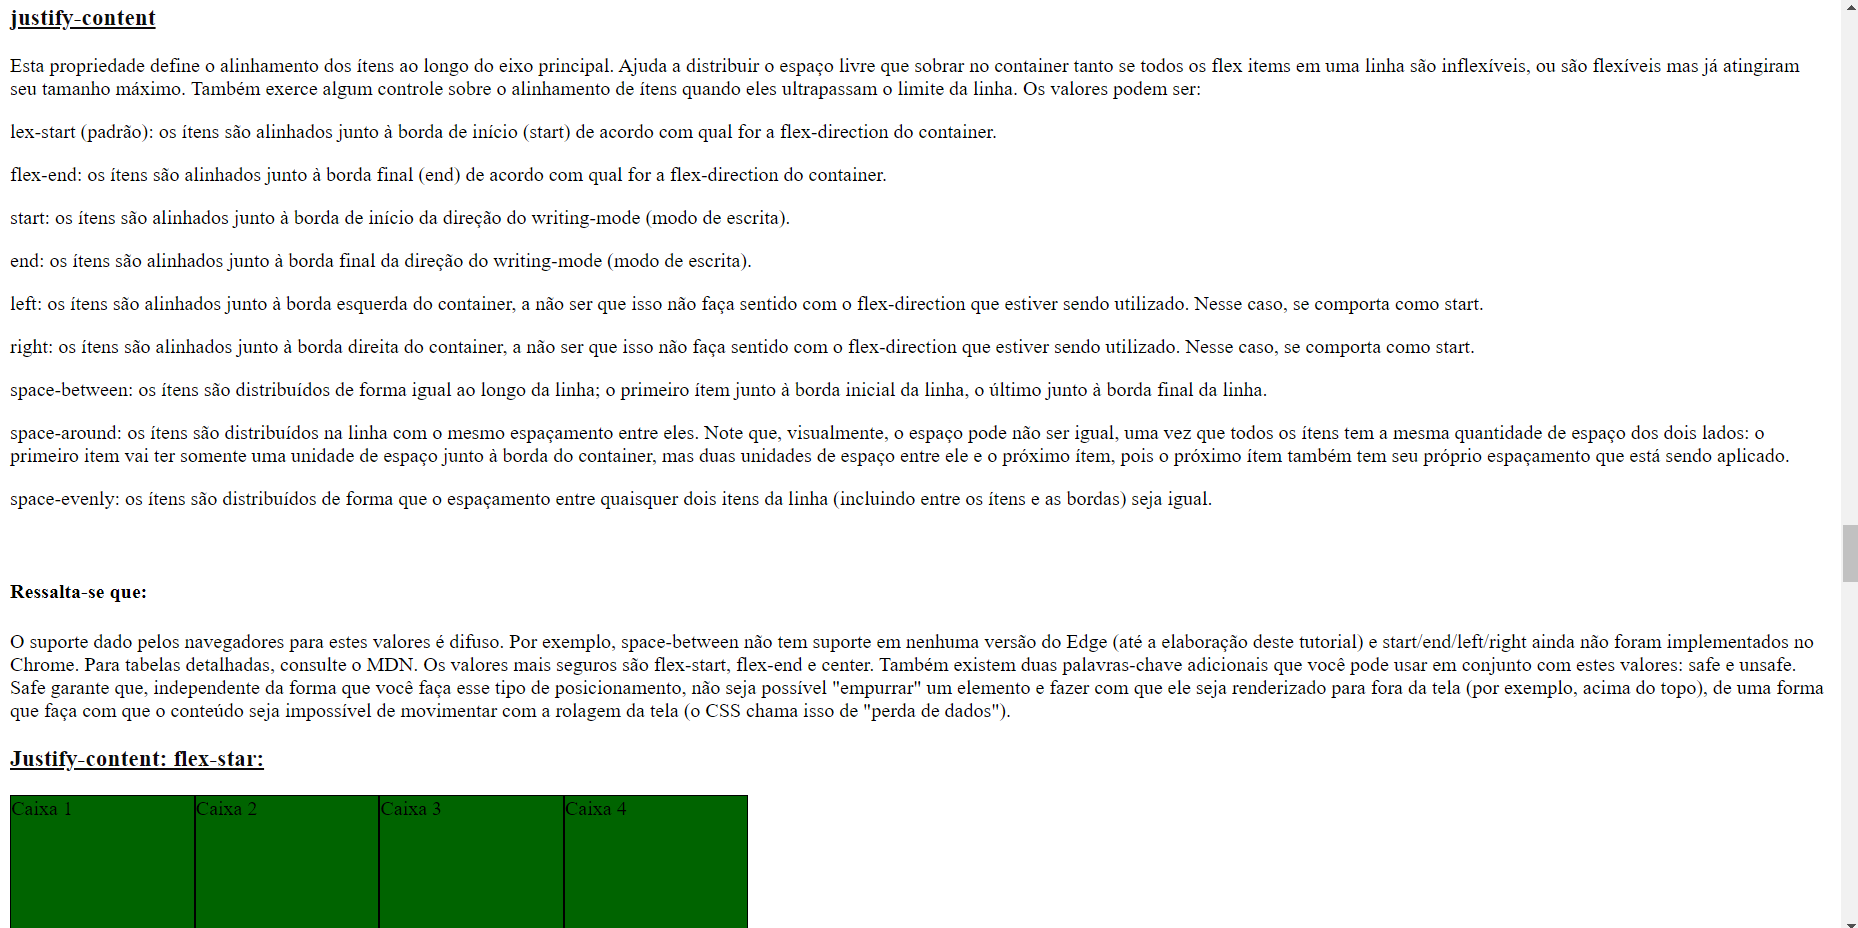 justify-content
Esta propriedade define o alinhamento dos ítens ao longo do eixo principal. Ajuda a distribuir o espaço livre que sobrar no container tanto se todos os flex items em uma linha são inflexíveis, ou são flexíveis mas já atingiram
seu tamanho máximo. Também exerce algum controle sobre o alinhamento de ítens quando eles ultrapassam o limite da linha. Os valores podem ser:
lex-start (padrão): os ítens são alinhados junto à borda de início (start) de acordo com qual for a flex-direction do container.
flex-end: os ítens são alinhados junto à borda final (end) de acordo com qual for a flex-direction do container.
start: os ítens são alinhados junto à borda de início da direção do writing-mode (modo de escrita).
end: os ítens são alinhados junto à borda final da direção do writing-mode (modo de escrita).
left: os ítens são alinhados junto à borda esquerda do container, a não ser que isso não faça sentido com o flex-direction que estiver sendo utilizado. Nesse caso, se comporta como start.
right: os ítens são alinhados junto à borda direita do container, a não ser que isso não faça sentido com o flex-direction que estiver sendo utilizado. Nesse caso, se comporta como start.
space-between: os ítens são distribuídos de forma igual ao longo da linha; o primeiro ítem junto à borda inicial da linha, o último junto à borda final da linha.
space-around: os ítens são distribuídos na linha com o mesmo espaçamento entre eles. Note que, visualmente, o espaço pode não ser igual, uma vez que todos os ítens tem a mesma quantidade de espaço dos dois lados: o
primeiro item vai ter somente uma unidade de espaço junto à borda do container, mas duas unidades de espaço entre ele e o próximo ítem, pois o próximo ítem também tem seu próprio espaçamento que está sendo aplicado.
space-evenly: os ítens são distribuídos de forma que o espaçamento entre quaisquer dois itens da linha (incluindo entre os ítens e as bordas) seja igual.
Ressalta-se que:
O suporte dado pelos navegadores para estes valores é difuso. Por exemplo, space-between não tem suporte em nenhuma versão do Edge (até a elaboração deste tutorial) e start/end/left/right ainda não foram implementados no
Chrome. Para tabelas detalhadas, consulte o MDN. Os valores mais seguros são flex-start, flex-end e center. Também existem duas palavras-chave adicionais que você pode usar em conjunto com estes valores: safe e unsafe.
Safe garante que, independente da forma que você faça esse tipo de posicionamento, não seja possível "empurrar" um elemento e fazer com que ele seja renderizado para fora da tela (por exemplo, acima do topo), de uma forma
que faça com que o conteúdo seja impossível de movimentar com a rolagem da tela (o CSS chama isso de "perda de dados").
Justify-content: flex-star:
Caixa 1 Caixa 2 Caixa 3 Caixa 4